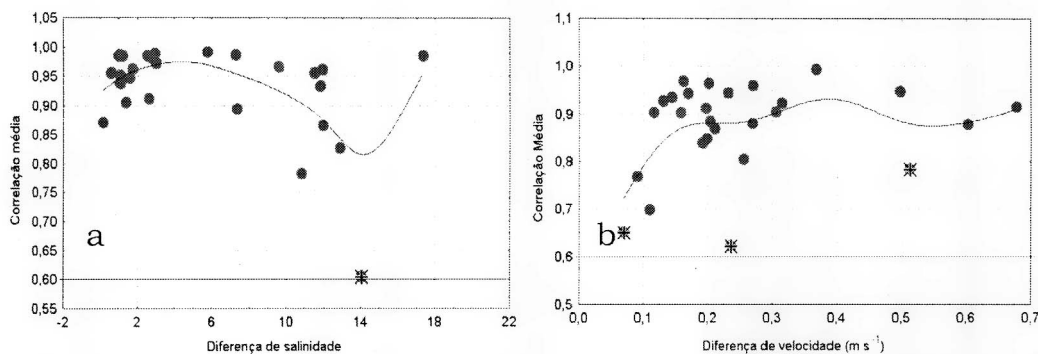 1,05
1,00
0,95
0,90
0,85
0,80
0,75
0,70
0,65
0,60
0,55
Correlação média
a
-2 2 6 10 14 18 22
Diferença de salinidade
1,1
1,0
0,9
0,8
0,7
0,6
0,5
Correlação Média
b
0,0 0,1 0,2 0,3 0,4 0,5 0,6 0,7
Diferença de velocidade (m s⁻¹)